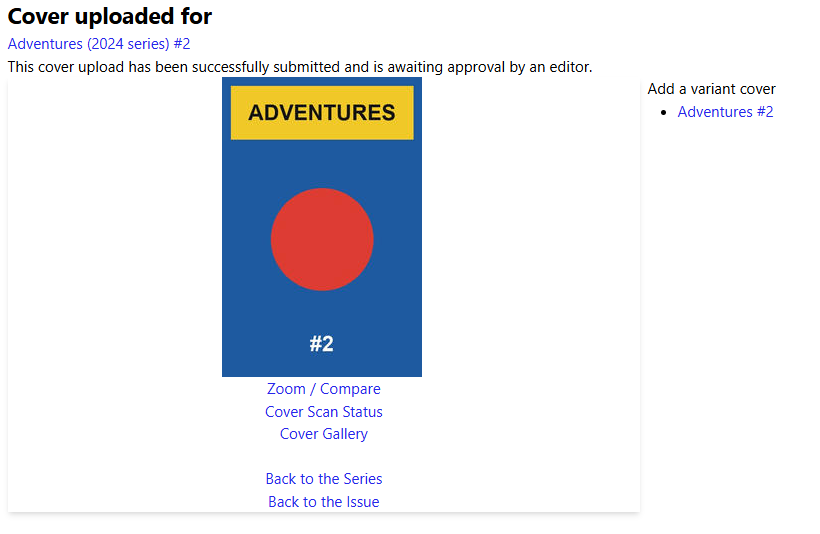 Cover uploaded for
Adventures (2024 series) #2
This cover upload has been successfully submitted and is awaiting approval by an editor.
ADVENTURES
#2
Zoom / Compare
Cover Scan Status
Cover Gallery
Back to the Series
Back to the Issue
Add a variant cover
Adventures #2